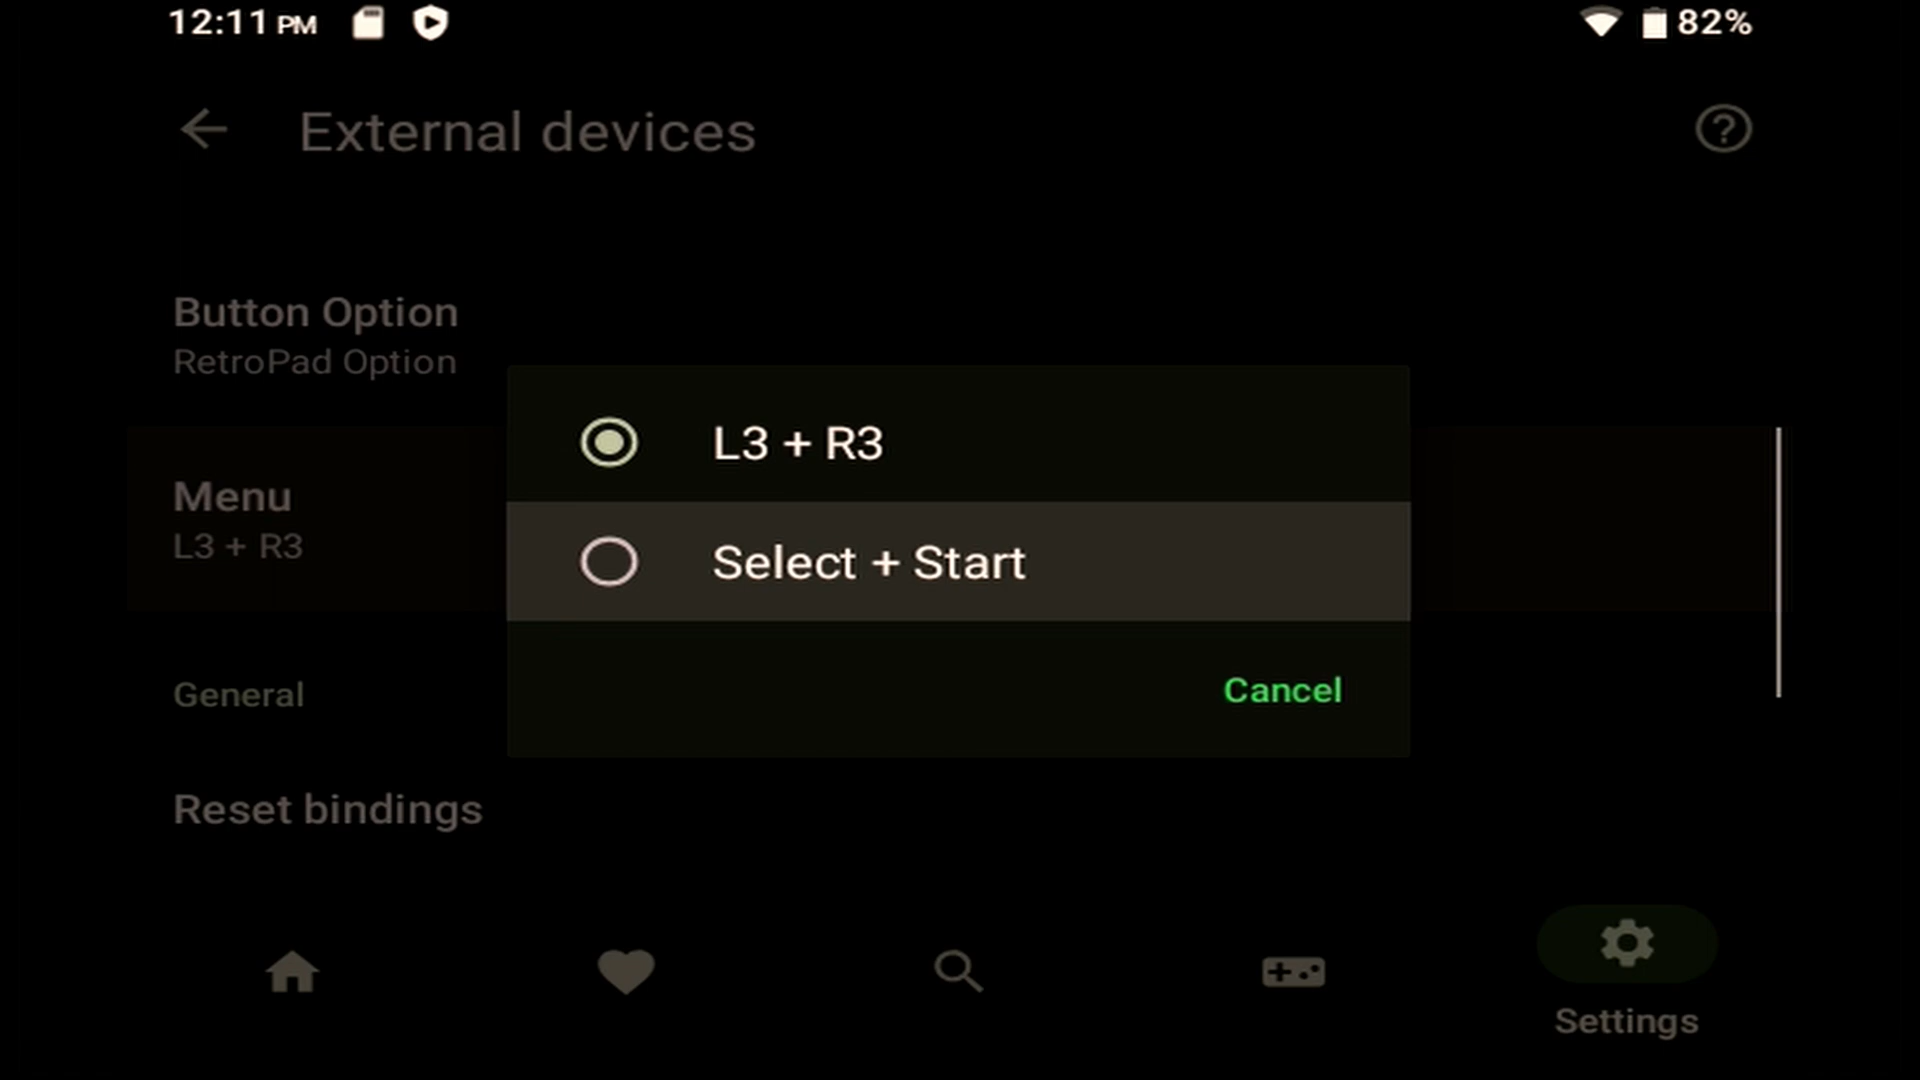 12:11 PM
82%
External devices
Button Option
RetroPad Option
L3 + R3
Menu
L3 + R3
Select + Start
General
Cancel
Reset bindings
Settings